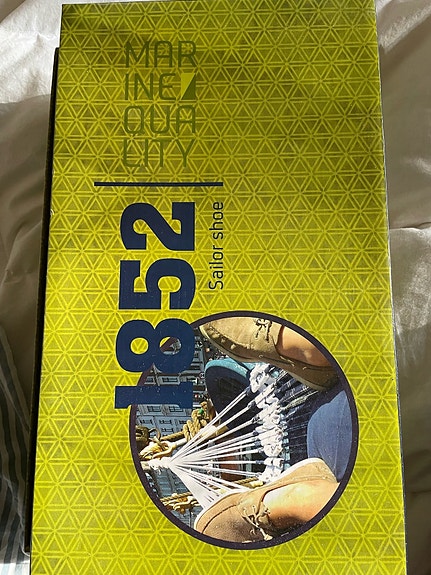 MAR
INE
QUA
LITY
1852
Sailor shoe